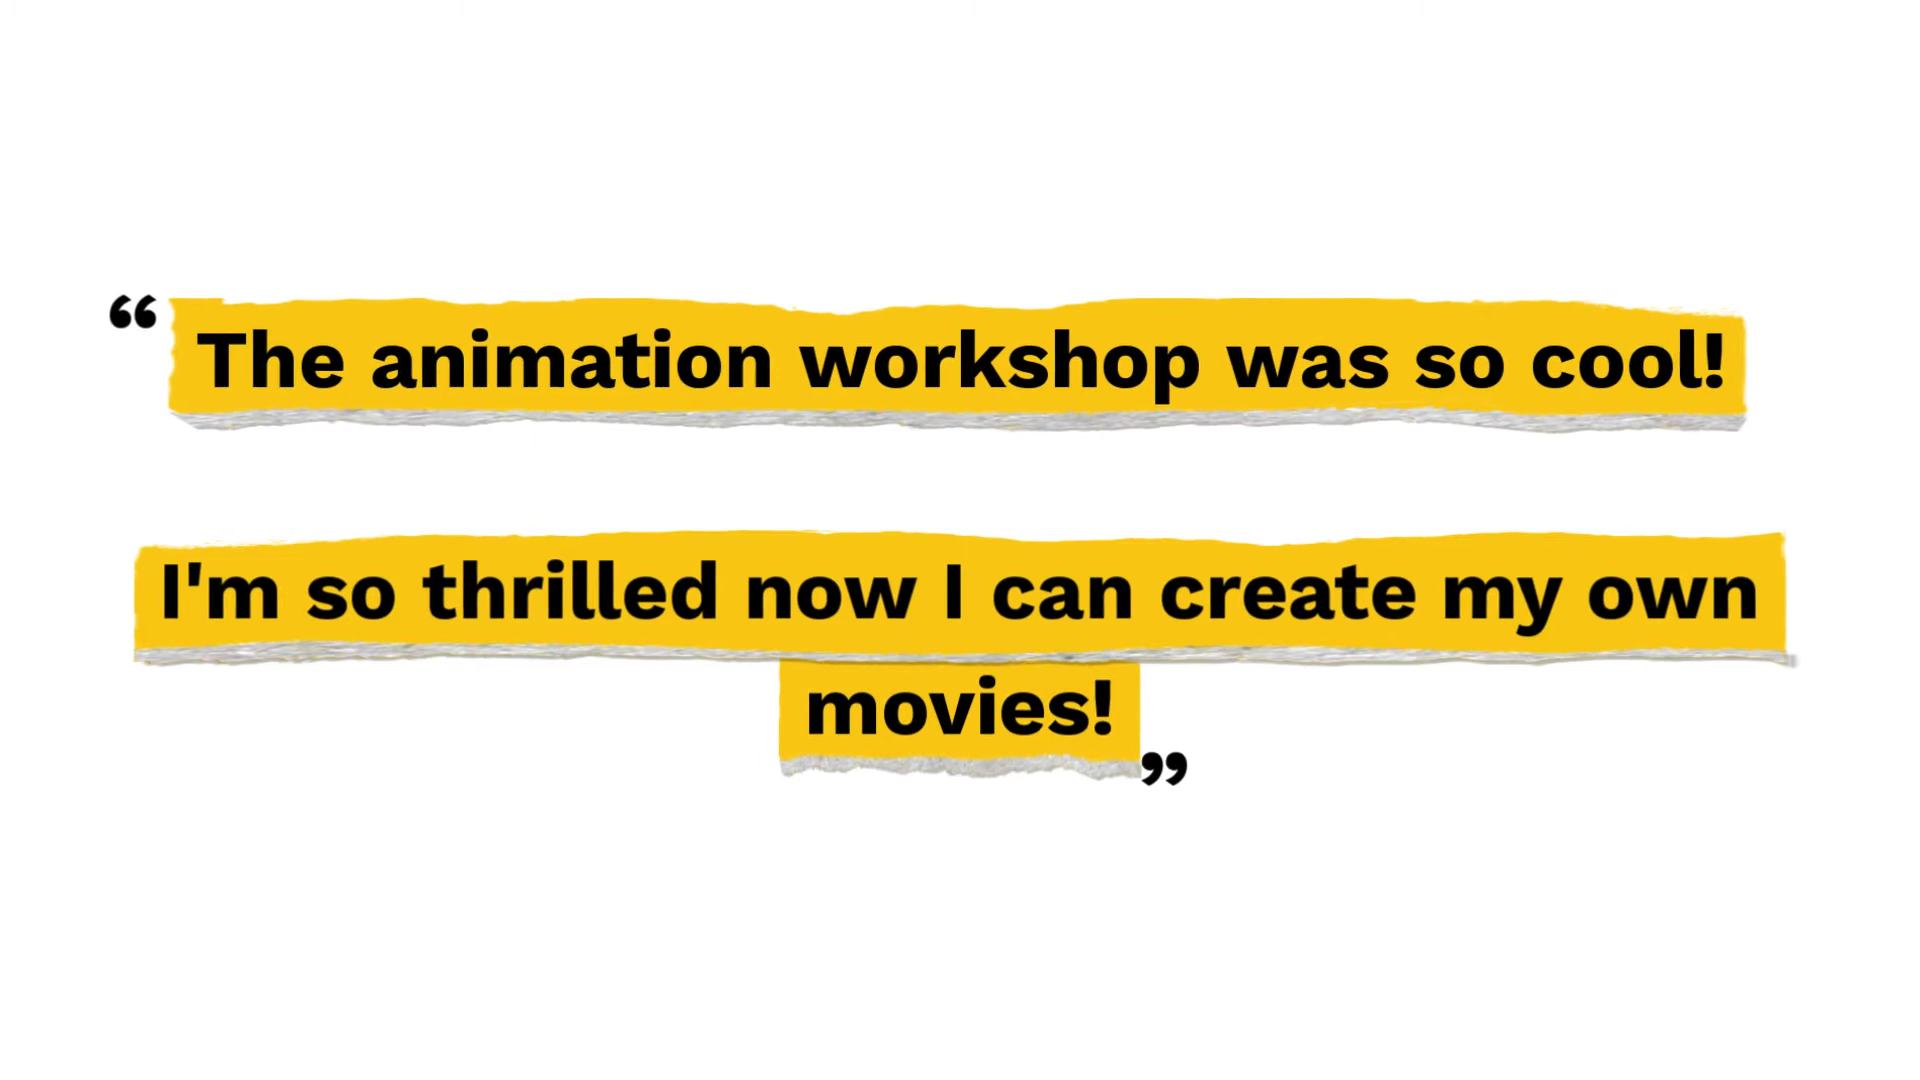 “The animation workshop was so cool!
I'm so thrilled now I can create my own
movies!”